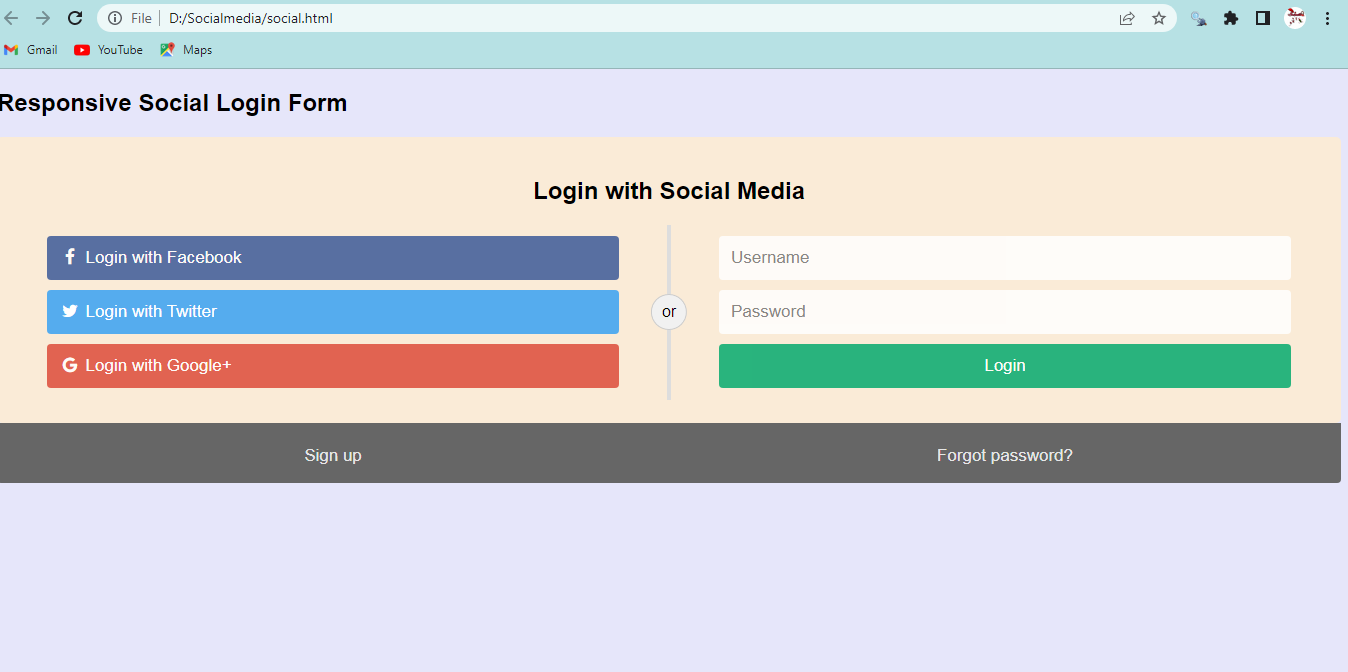 File D:/Socialmedia/social.html
Gmail YouTube Maps
Responsive Social Login Form
Login with Social Media
Login with Facebook
Username
Login with Twitter
or
Password
Login with Google+
Login
Sign up
Forgot password?